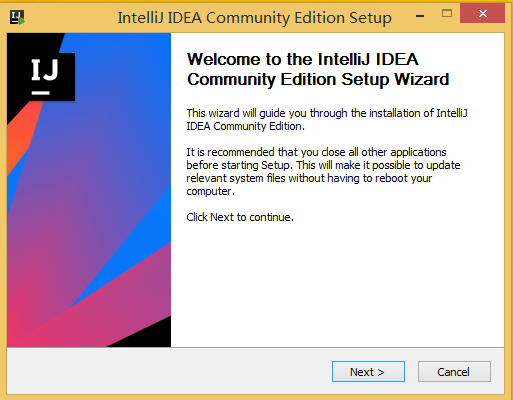 IntelliJ IDEA Community Edition Setup
IJ
Welcome to the IntelliJ IDEA
Community Edition Setup Wizard
This wizard will guide you through the installation of IntelliJ
IDEA Community Edition.
It is recommended that you close all other applications
before starting Setup. This will make it possible to update
relevant system files without having to reboot your
computer.
Click Next to continue.
Next >
Cancel